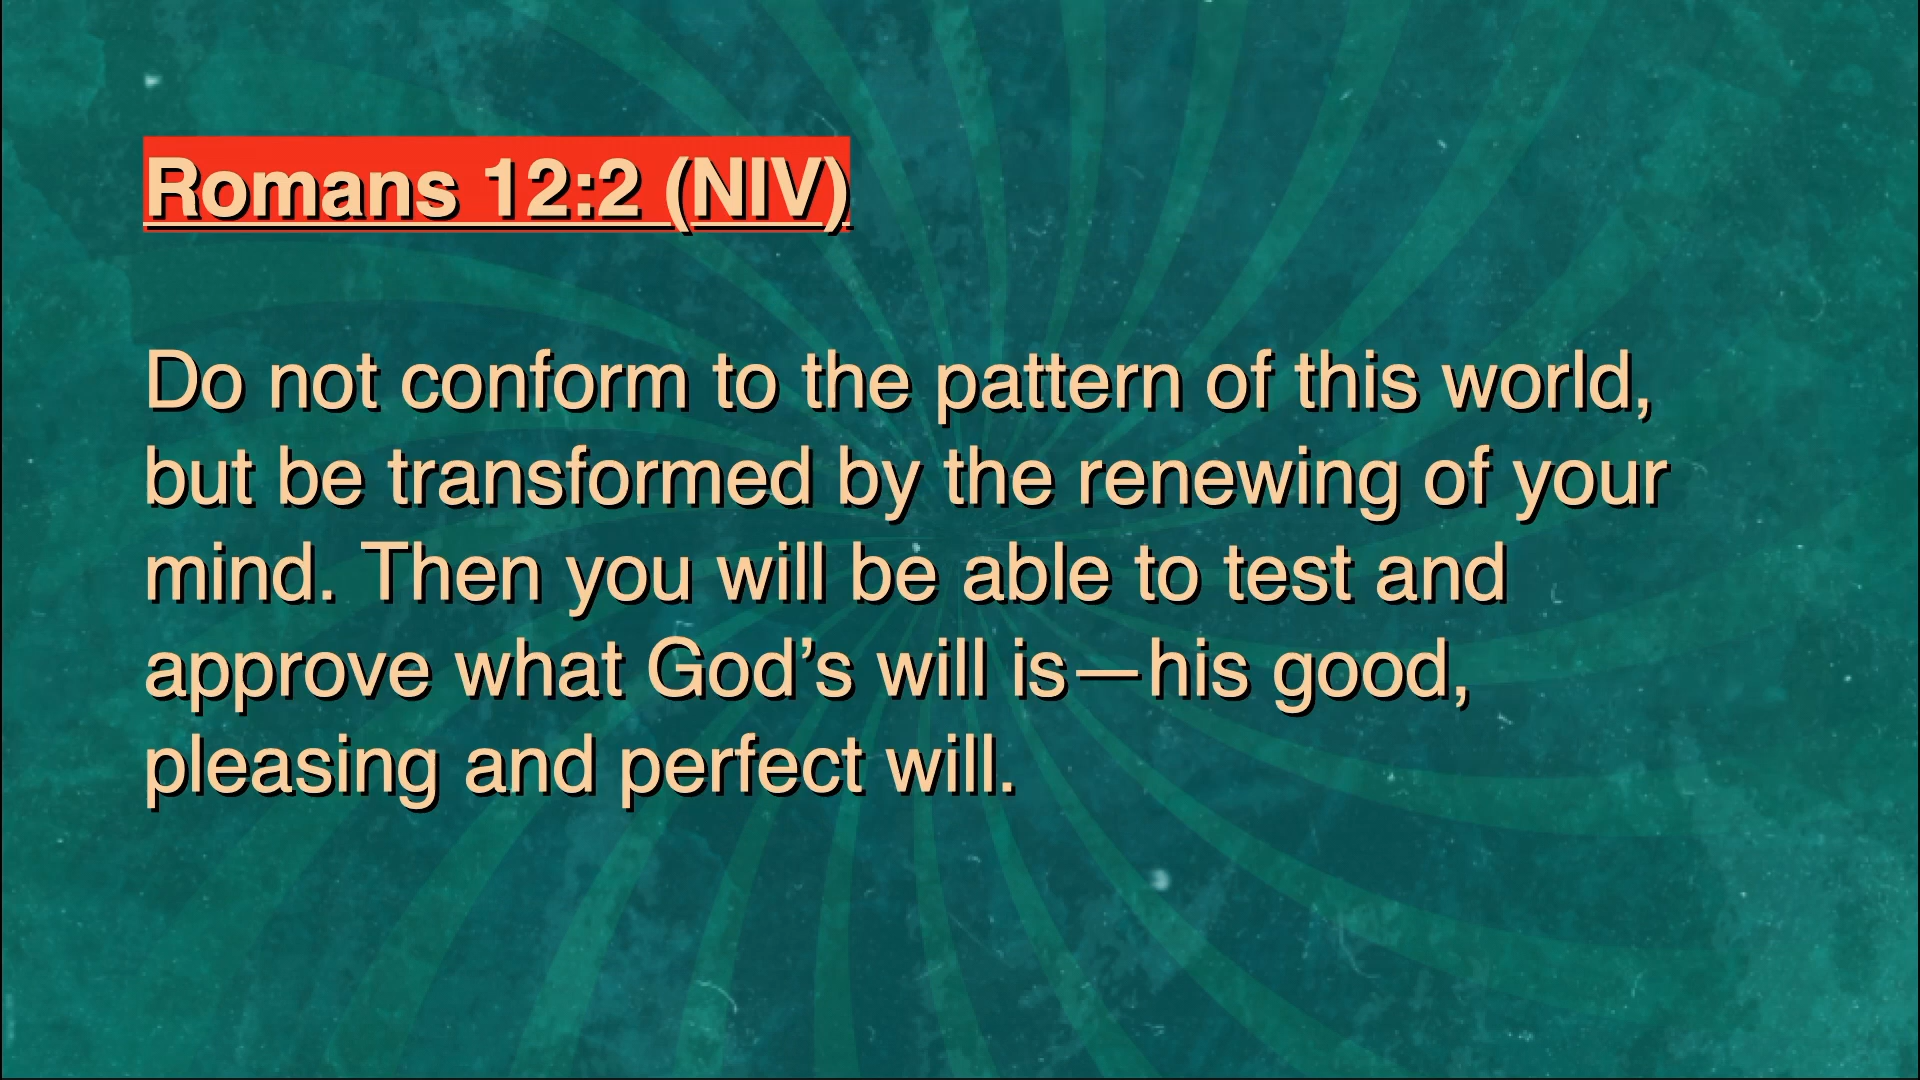 Romans 12:2 (NIV)
Do not conform to the pattern of this world,
but be transformed by the renewing of your
mind. Then you will be able to test and
approve what God’s will is—his good,
pleasing and perfect will.